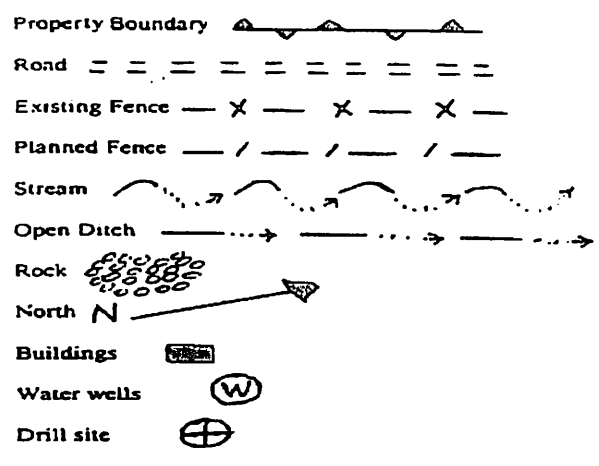 Property Boundary
Road
Existing Fence
Planned Fence
Stream
Open Ditch
Rock
North N
Buildings
Water wells W
Drill site